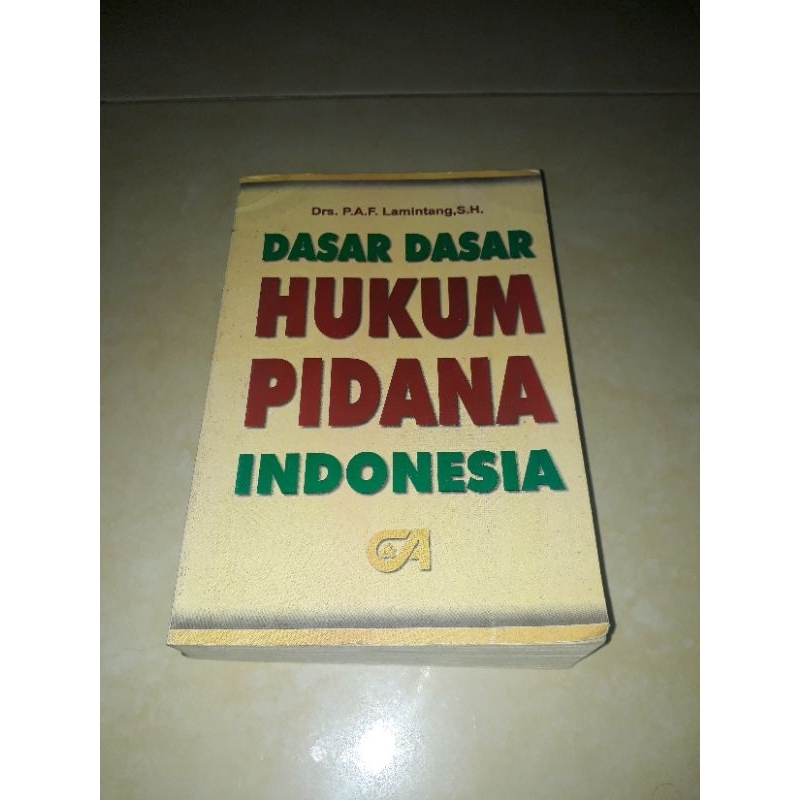 Drs. P.A.F. Lamintang,S.H.
DASAR DASAR
HUKUM
PIDANA
INDONESIA